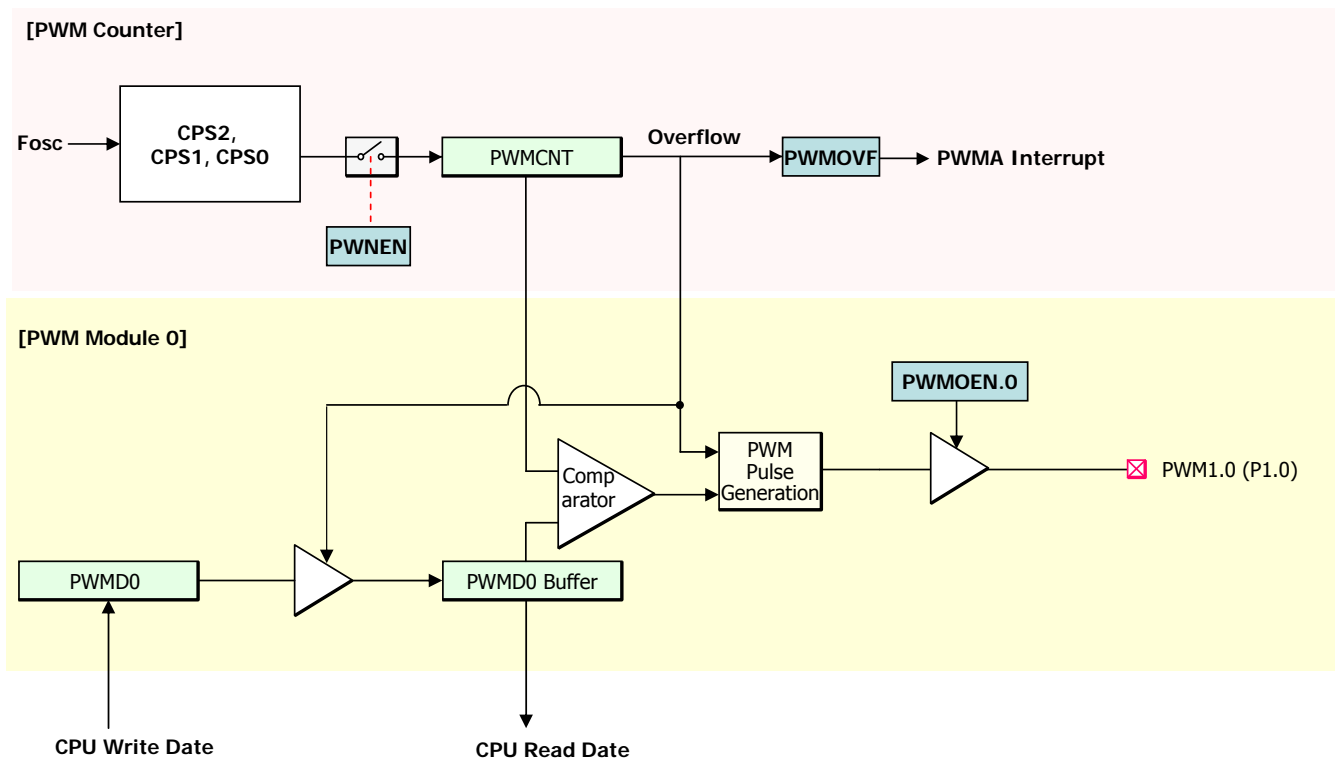 [PWM Counter]
Fosc
CPS2,
CPS1, CPS0
PWMCNT
Overflow
PWMOVF
PWMA Interrupt
PWNEN
[PWM Module 0]
PWMOEN.0
Comp
arator
PWM
Pulse
Generation
PWM1.0 (P1.0)
PWMD0
PWMD0 Buffer
CPU Write Date
CPU Read Date